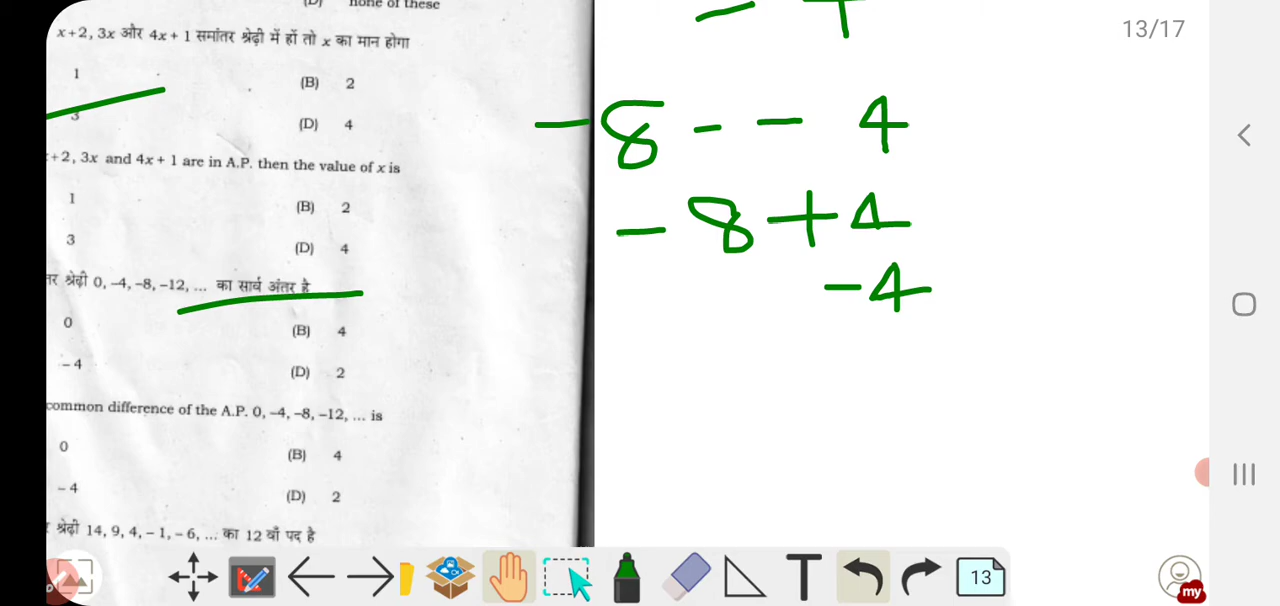 (D) none of these
x+2, 3x और 4x + 1 समांतर श्रेढ़ी में हों तो x का मान होगा
1 (B) 2
3 (D) 4
+2, 3x and 4x + 1 are in A.P. then the value of x is
1 (B) 2
3 (D) 4
तर श्रेढ़ी 0, –4, –8, –12, ... का सार्व अंतर है
0 (B) 4
– 4 (D) 2
common difference of the A.P. 0, –4, –8, –12, ... is
0 (B) 4
– 4 (D) 2
श्रेढ़ी 14, 9, 4, – 1, – 6, ... का 12 वाँ पद है
13/17
– 8 – – 4
– 8 + 4
– 4
T
13
my